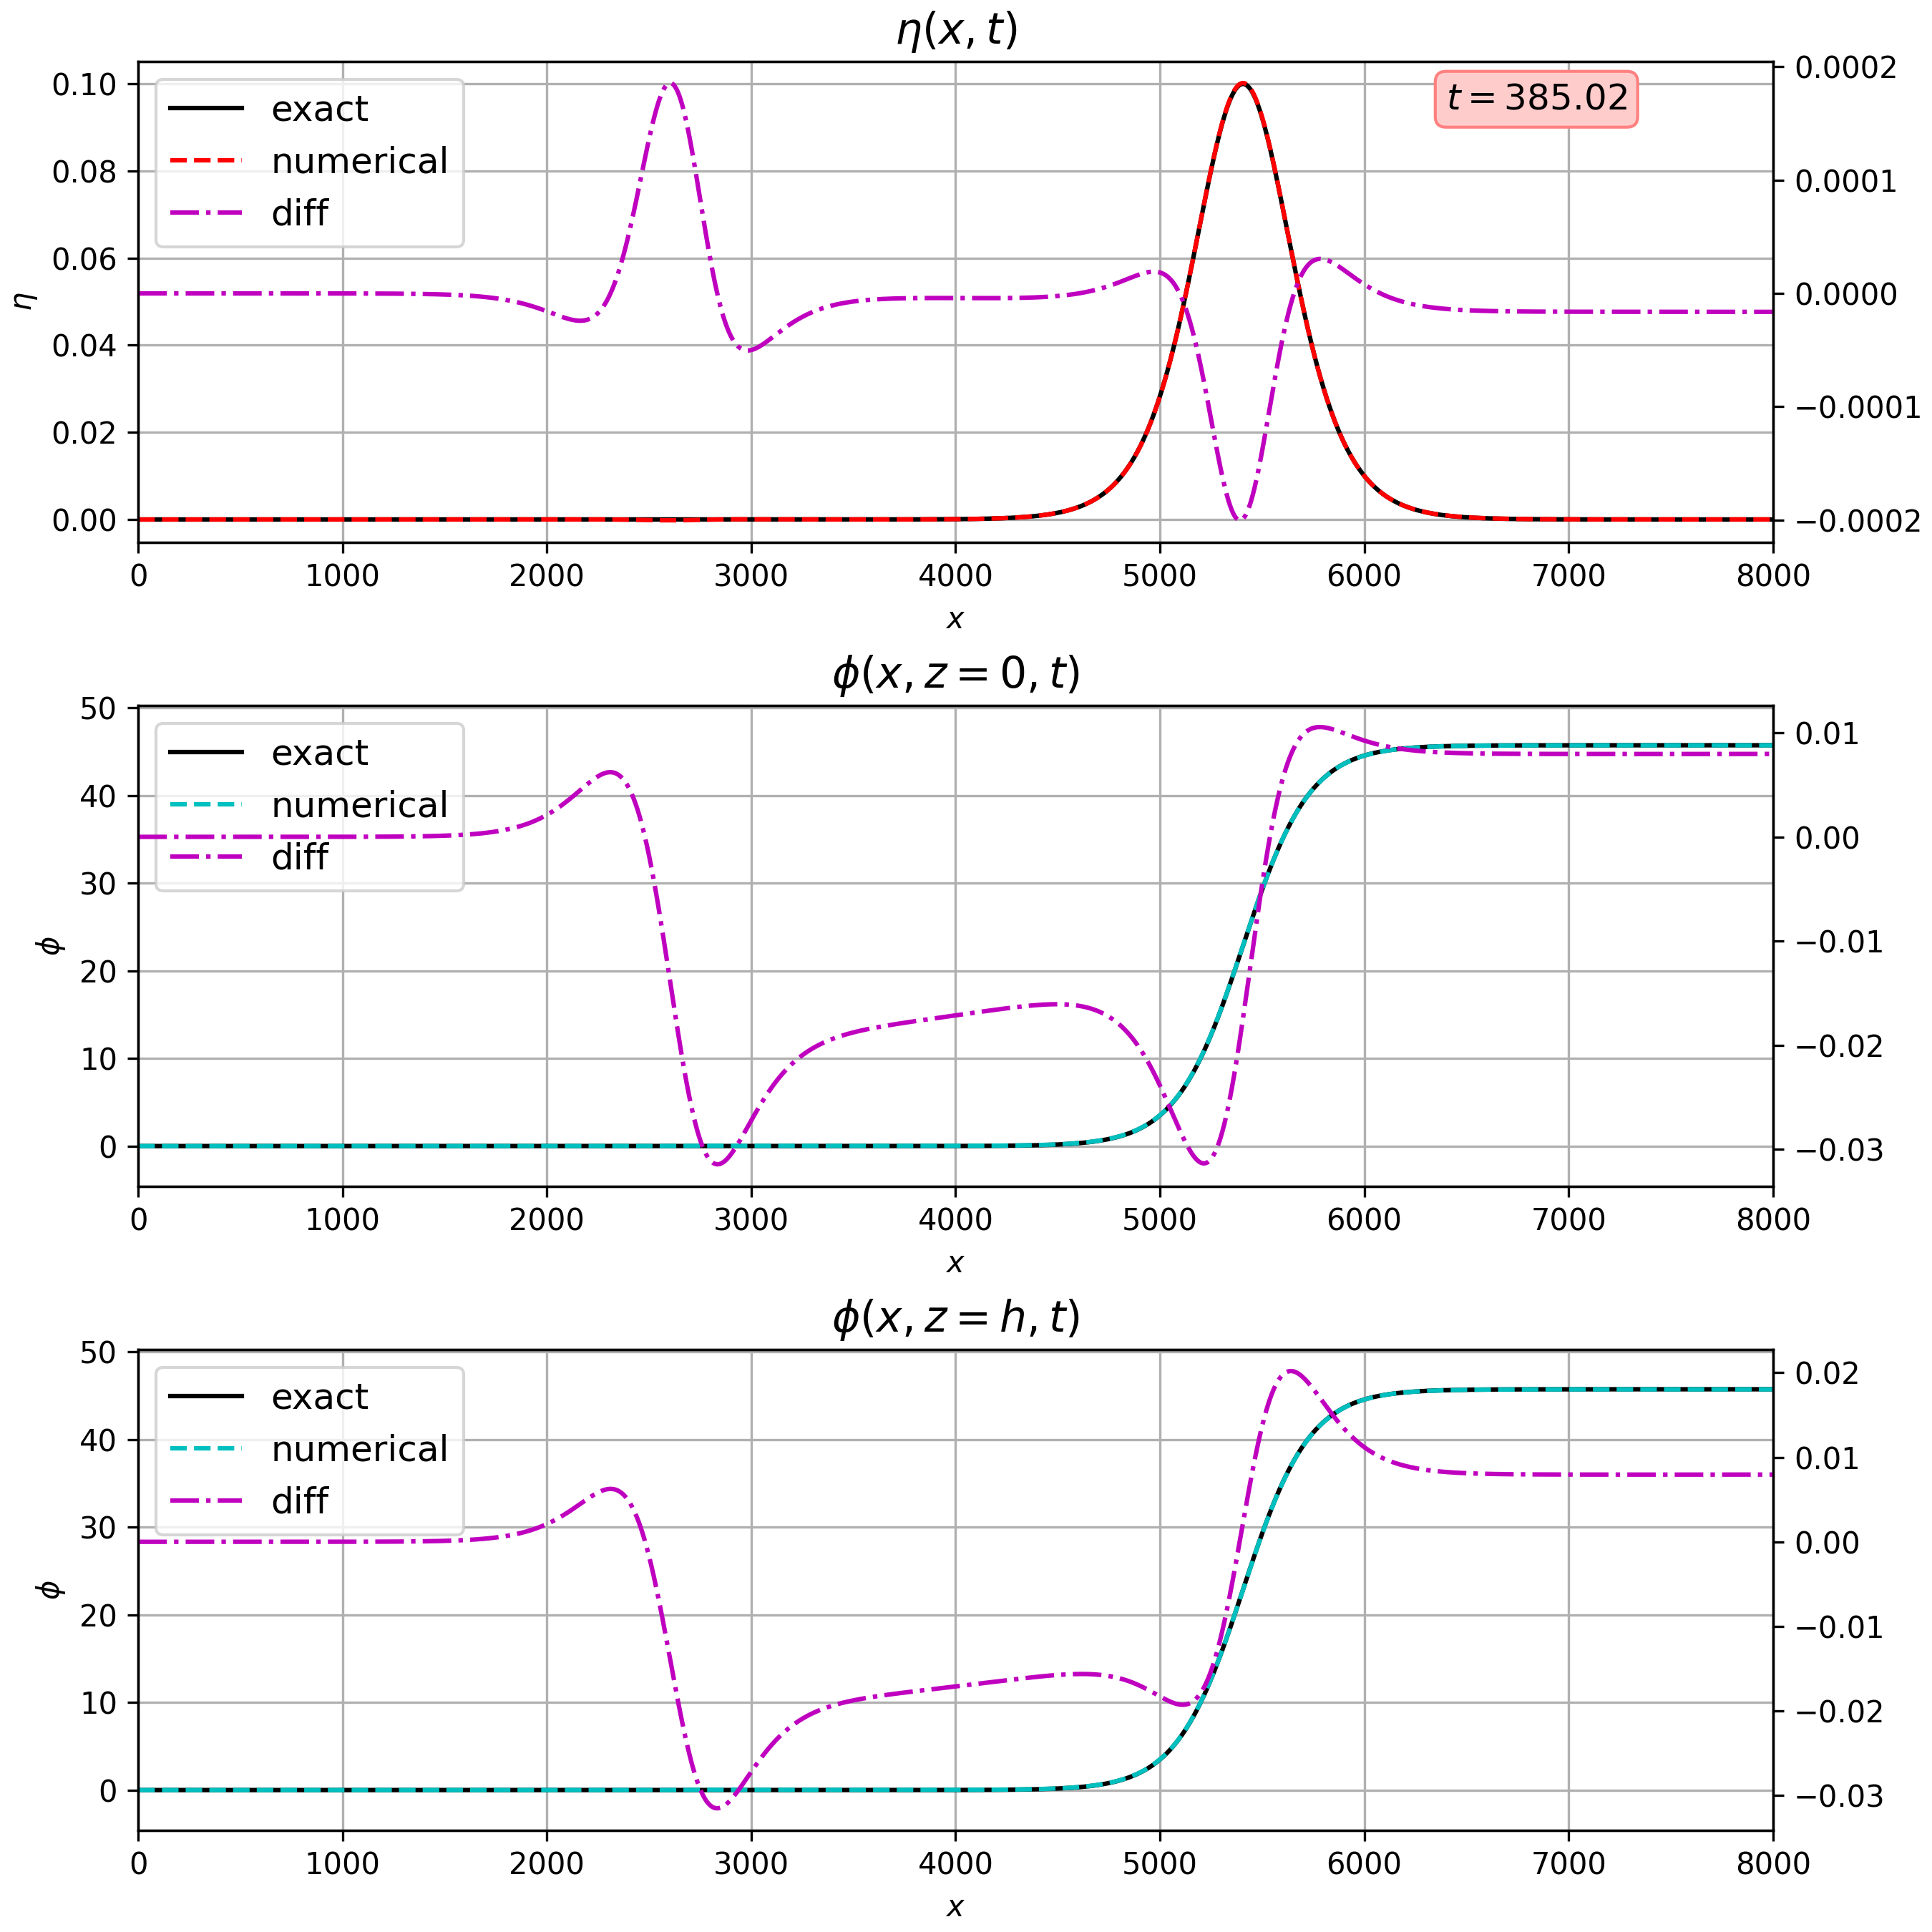 η(x, t)
exact
numerical
diff
t = 385.02
0.10
0.08
0.06
0.04
0.02
0.00
η
0.0002
0.0001
0.0000
−0.0001
−0.0002
0 1000 2000 3000 4000 5000 6000 7000 8000
x
ϕ(x, z = 0, t)
exact
numerical
diff
50
40
30
20
10
0
ϕ
0.01
0.00
−0.01
−0.02
−0.03
0 1000 2000 3000 4000 5000 6000 7000 8000
x
ϕ(x, z = h, t)
exact
numerical
diff
50
40
30
20
10
0
ϕ
0.02
0.01
0.00
−0.01
−0.02
−0.03
0 1000 2000 3000 4000 5000 6000 7000 8000
x